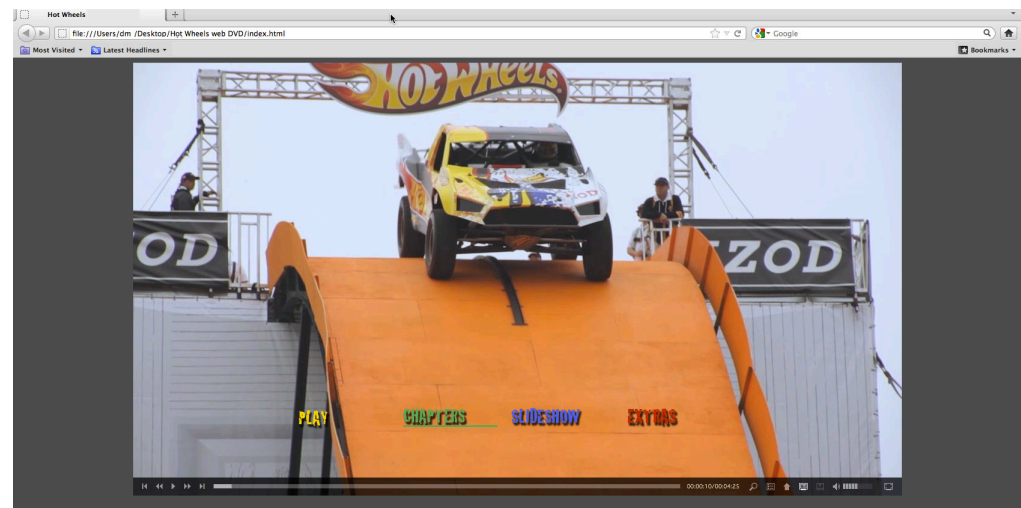 Hot Wheels
file:///Users/dm /Desktop/Hot Wheels web DVD/index.html
Google
Most Visited
Latest Headlines
Bookmarks
HOT WHEELS
IZOD
OD
ZOD
PLAY
CHAPTERS
SLIDESHOW
EXTRAS
00:00:10/00:04:25